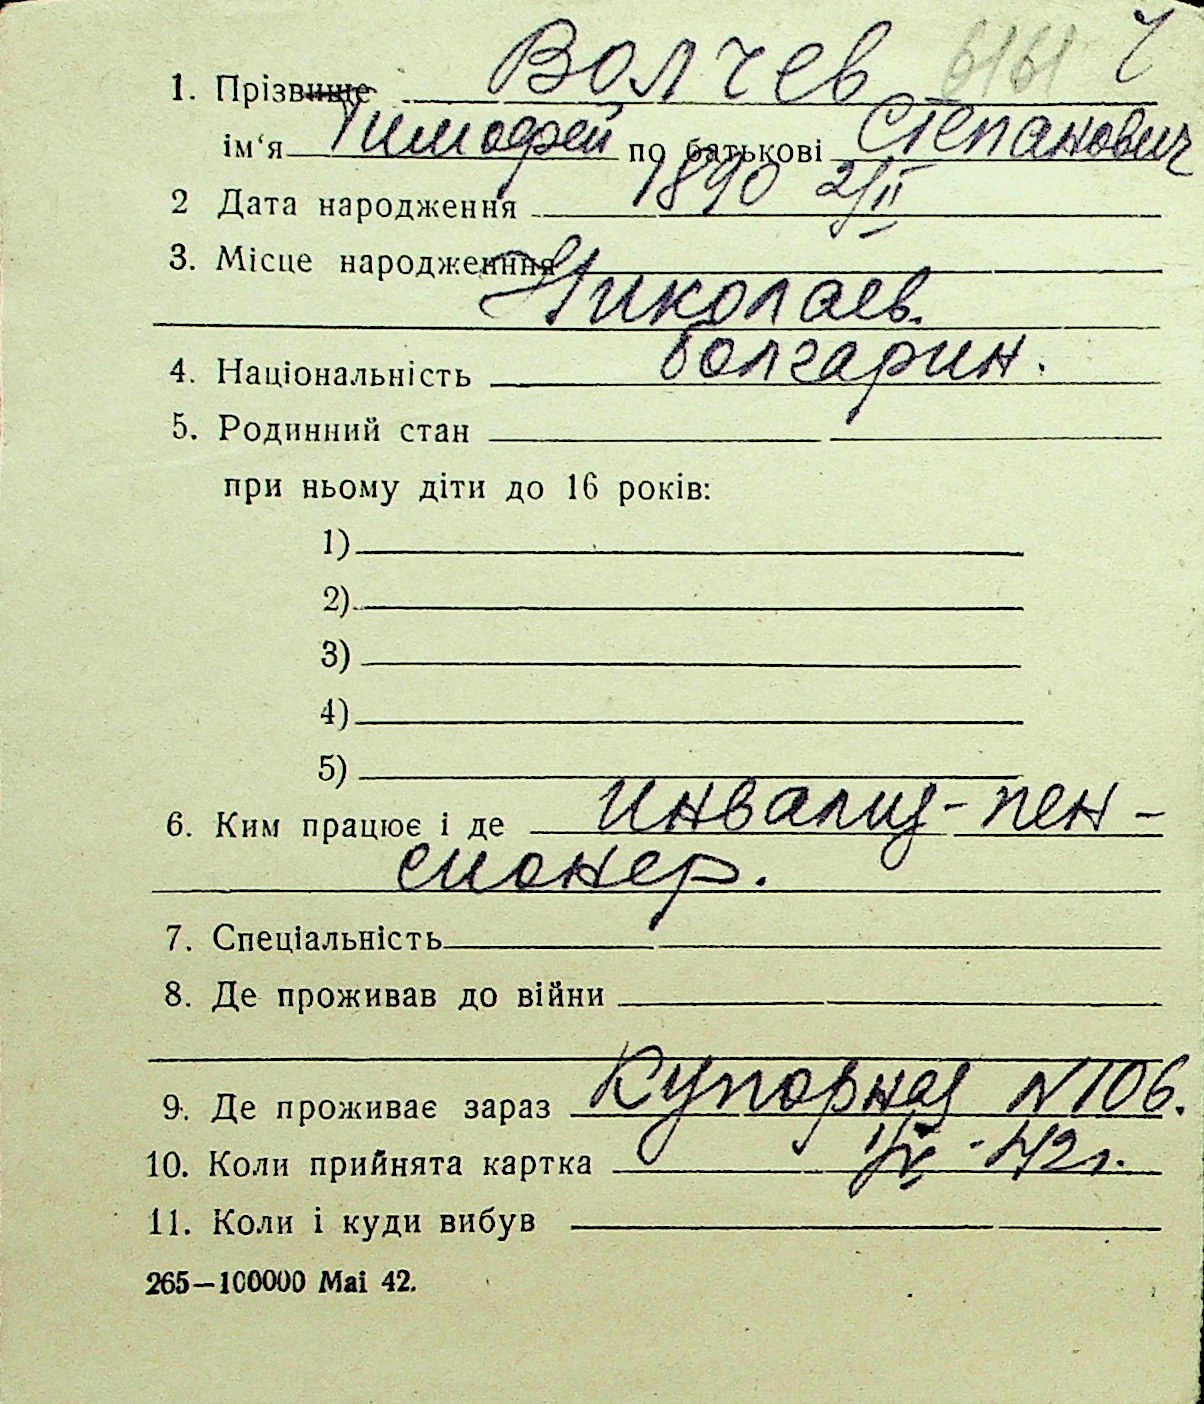 1. Прізвище Волчев 6161
ім‘я Тимофей по батькові Степанович
2 Дата народження 1890 2/II
3. Місце народженння
Николаев.
4. Національність болгарин.
5. Родинний стан
при ньому діти до 16 років:
1)
2)
3)
4)
5)
6. Ким працює і де инвалид-пен-
сионер.
7. Спеціальність
8. Де проживав до війни
9. Де проживає зараз Купорная N 106.
10. Коли прийнята картка -42г.
11. Коли і куди вибув
265—100000 Mai 42.